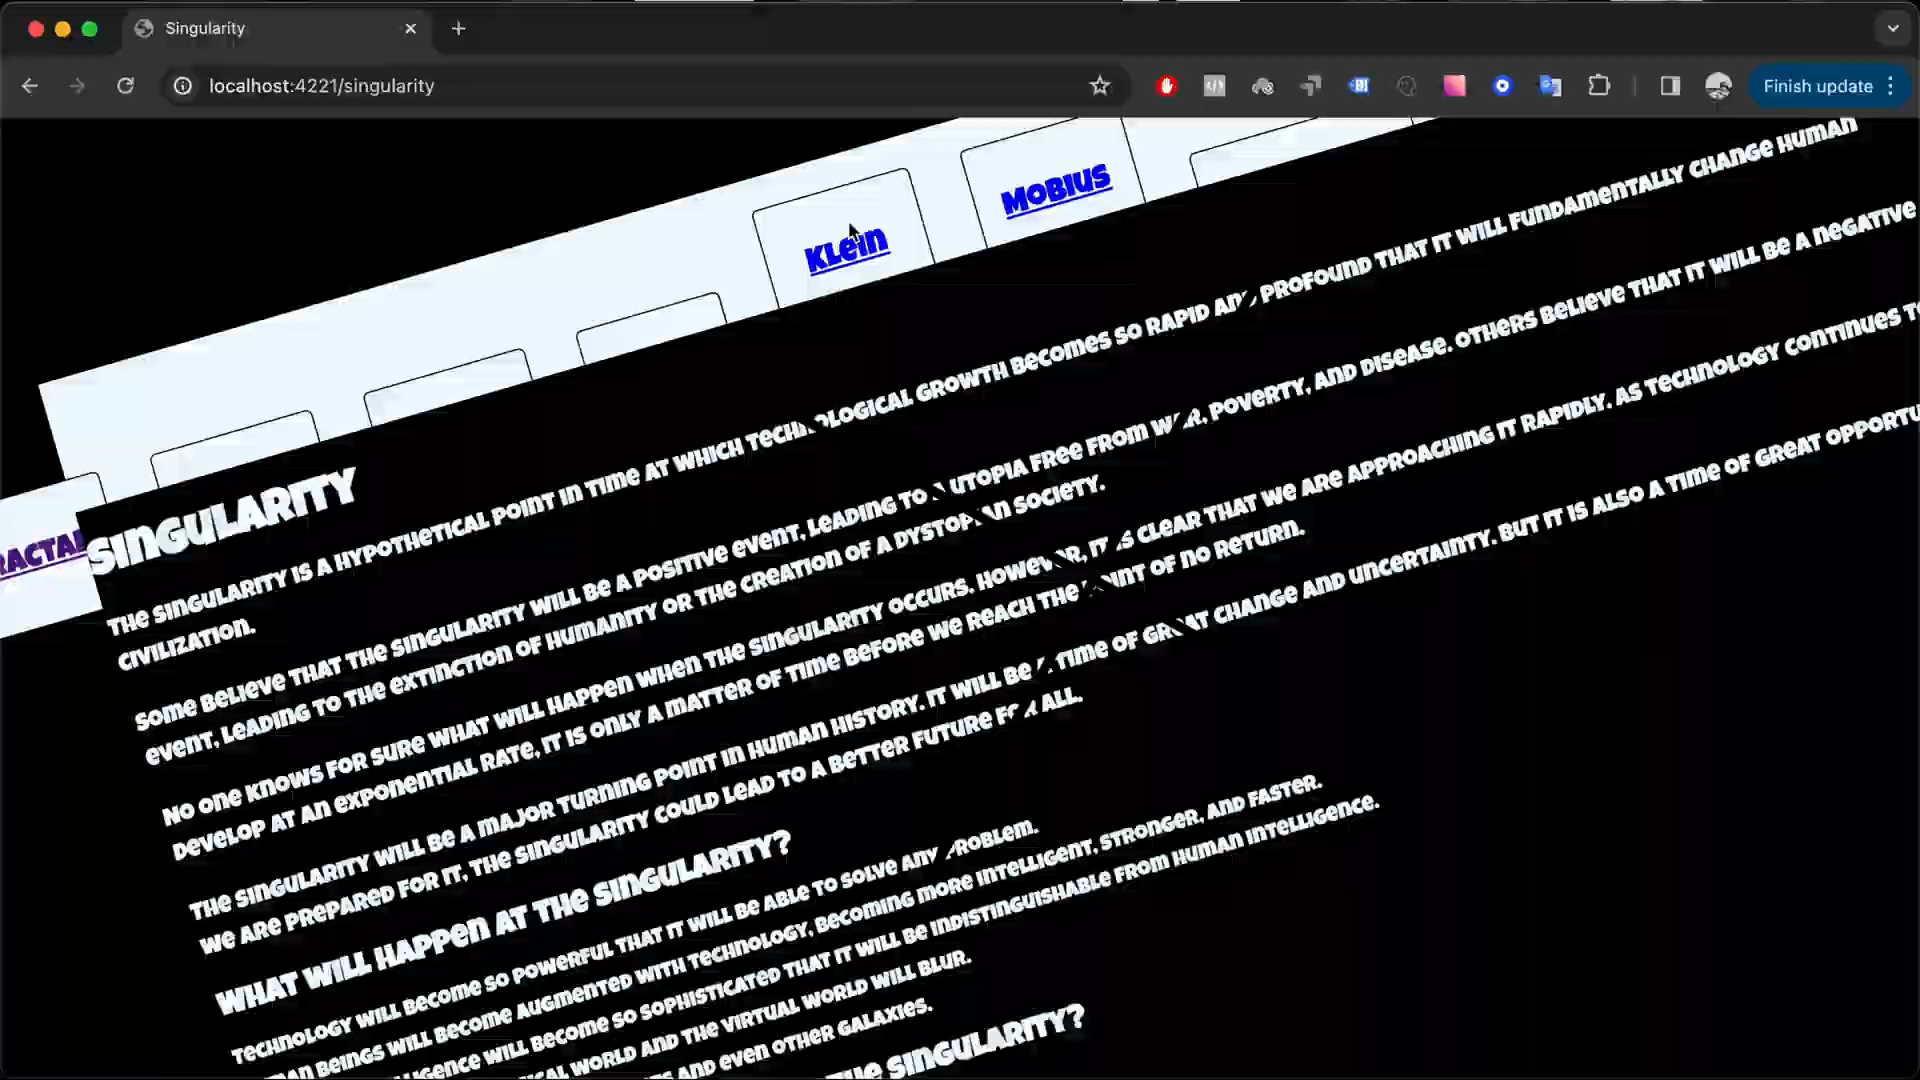 Singularity
localhost:4221/singularity
Finish update
MOBIUS
KLein
RACTAL
SINGULARITY
THE SINGULARITY IS A HYPOTHETICAL POINT IN TIME AT WHICH TECHNOLOGICAL GROWTH BECOMES SO RAPID AND PROFOUND THAT IT WILL FUNDAMENTALLY CHANGE HUMAN
CIVILIZATION.
SOME BELIEVE THAT THE SINGULARITY WILL BE A POSITIVE EVENT, LEADING TO A UTOPIA FREE FROM WAR, POVERTY, AND DISEASE. OTHERS BELIEVE THAT IT WILL BE A NEGATIVE
EVENT, LEADING TO THE EXTINCTION OF HUMANITY OR THE CREATION OF A DYSTOPIAN SOCIETY.
NO ONE KNOWS FOR SURE WHAT WILL HAPPEN WHEN THE SINGULARITY OCCURS. HOWEVER, IT IS CLEAR THAT WE ARE APPROACHING IT RAPIDLY. AS TECHNOLOGY CONTINUES TO
DEVELOP AT AN EXPONENTIAL RATE, IT IS ONLY A MATTER OF TIME BEFORE WE REACH THE POINT OF NO RETURN.
THE SINGULARITY WILL BE A MAJOR TURNING POINT IN HUMAN HISTORY. IT WILL BE A TIME OF GREAT CHANGE AND UNCERTAINTY. BUT IT IS ALSO A TIME OF GREAT OPPORTU
WE ARE PREPARED FOR IT, THE SINGULARITY COULD LEAD TO A BETTER FUTURE FOR ALL.
WHAT WILL HAPPEN AT THE SINGULARITY?
TECHNOLOGY WILL BECOME SO POWERFUL THAT IT WILL BE ABLE TO SOLVE ANY PROBLEM.
AN BEINGS WILL BECOME AUGMENTED WITH TECHNOLOGY, BECOMING MORE INTELLIGENT, STRONGER, AND FASTER.
LIGENCE WILL BECOME SO SOPHISTICATED THAT IT WILL BE INDISTINGUISHABLE FROM HUMAN INTELLIGENCE.
CAL WORLD AND THE VIRTUAL WORLD WILL BLUR.
AND EVEN OTHER GALAXIES.
THE SINGULARITY?